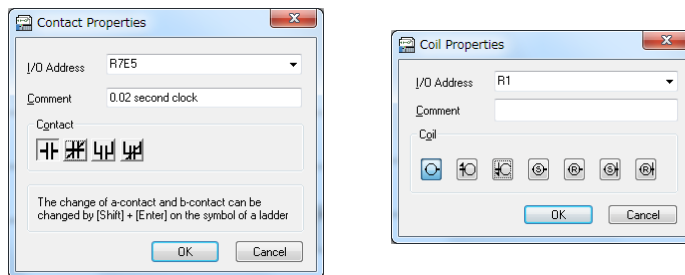 Contact Properties
I/O Address
R7E5
Comment
0.02 second clock
Contact
The change of a-contact and b-contact can be
changed by [Shift] + [Enter] on the symbol of a ladder
OK
Cancel
Coil Properties
I/O Address
R1
Comment
Coil
S
R
S
R
OK
Cancel